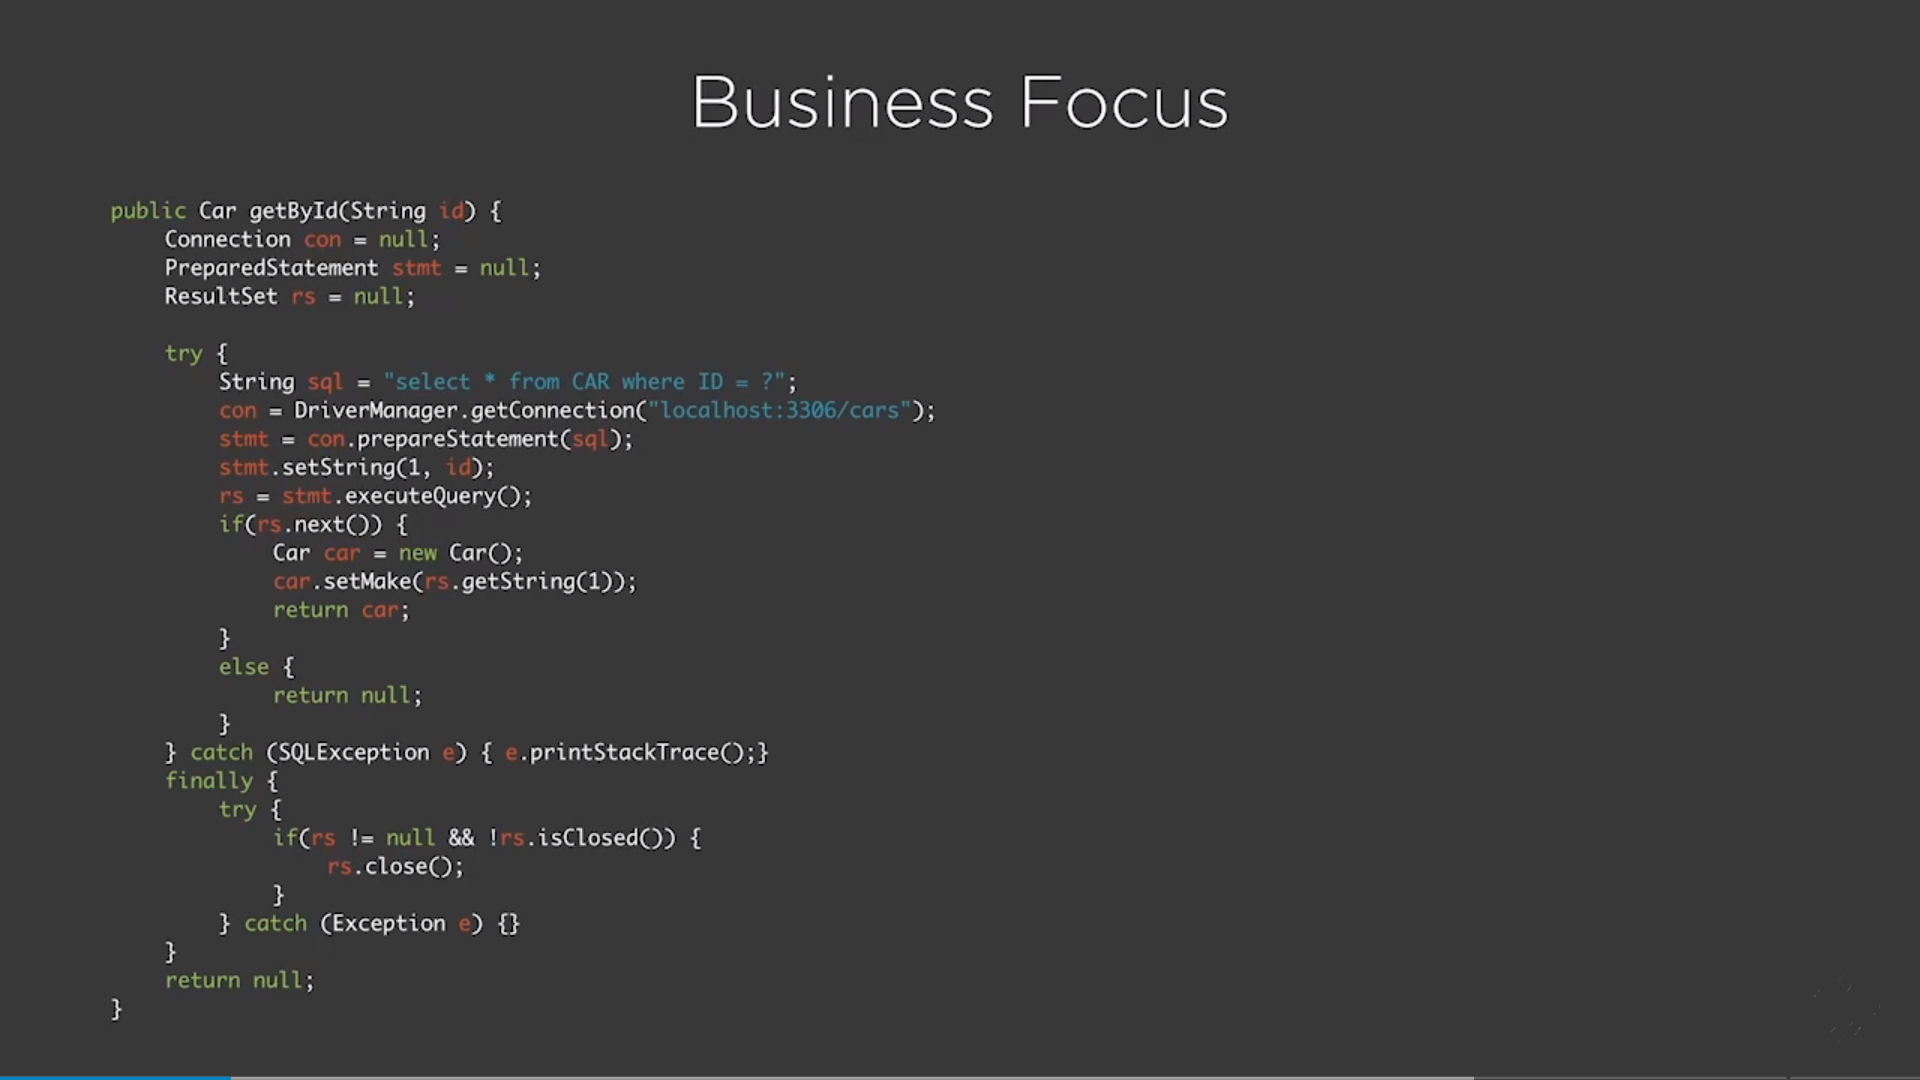 Business Focus
public Car getById(String id) {
Connection con = null;
PreparedStatement stmt = null;
ResultSet rs = null;
try {
String sql = "select * from CAR where ID = ?";
con = DriverManager.getConnection("localhost:3306/cars");
stmt = con.prepareStatement(sql);
stmt.setString(1, id);
rs = stmt.executeQuery();
if(rs.next()) {
Car car = new Car();
car.setMake(rs.getString(1));
return car;
}
else {
return null;
}
} catch (SQLException e) { e.printStackTrace();}
finally {
try {
if(rs != null && !rs.isClosed()) {
rs.close();
}
} catch (Exception e) {}
}
return null;
}